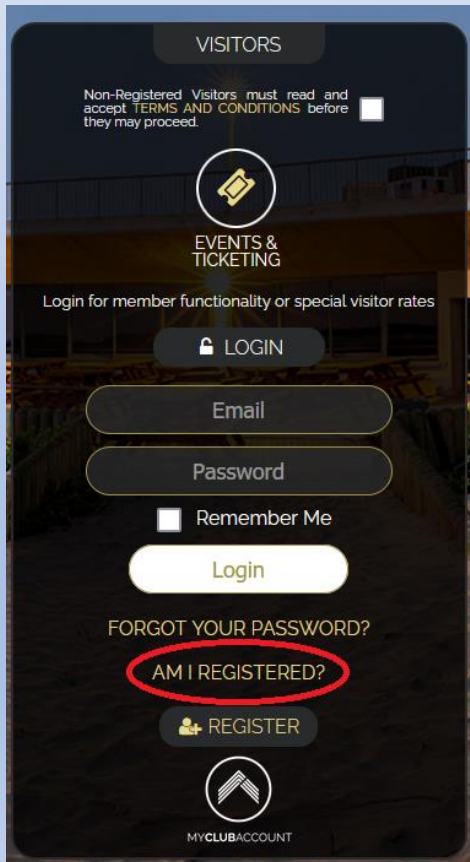 VISITORS
Non-Registered Visitors must read and
accept TERMS AND CONDITIONS before
they may proceed.
EVENTS &
TICKETING
Login for member functionality or special visitor rates
LOGIN
Email
Password
Remember Me
Login
FORGOT YOUR PASSWORD?
AM I REGISTERED?
REGISTER
MYCLUBACCOUNT